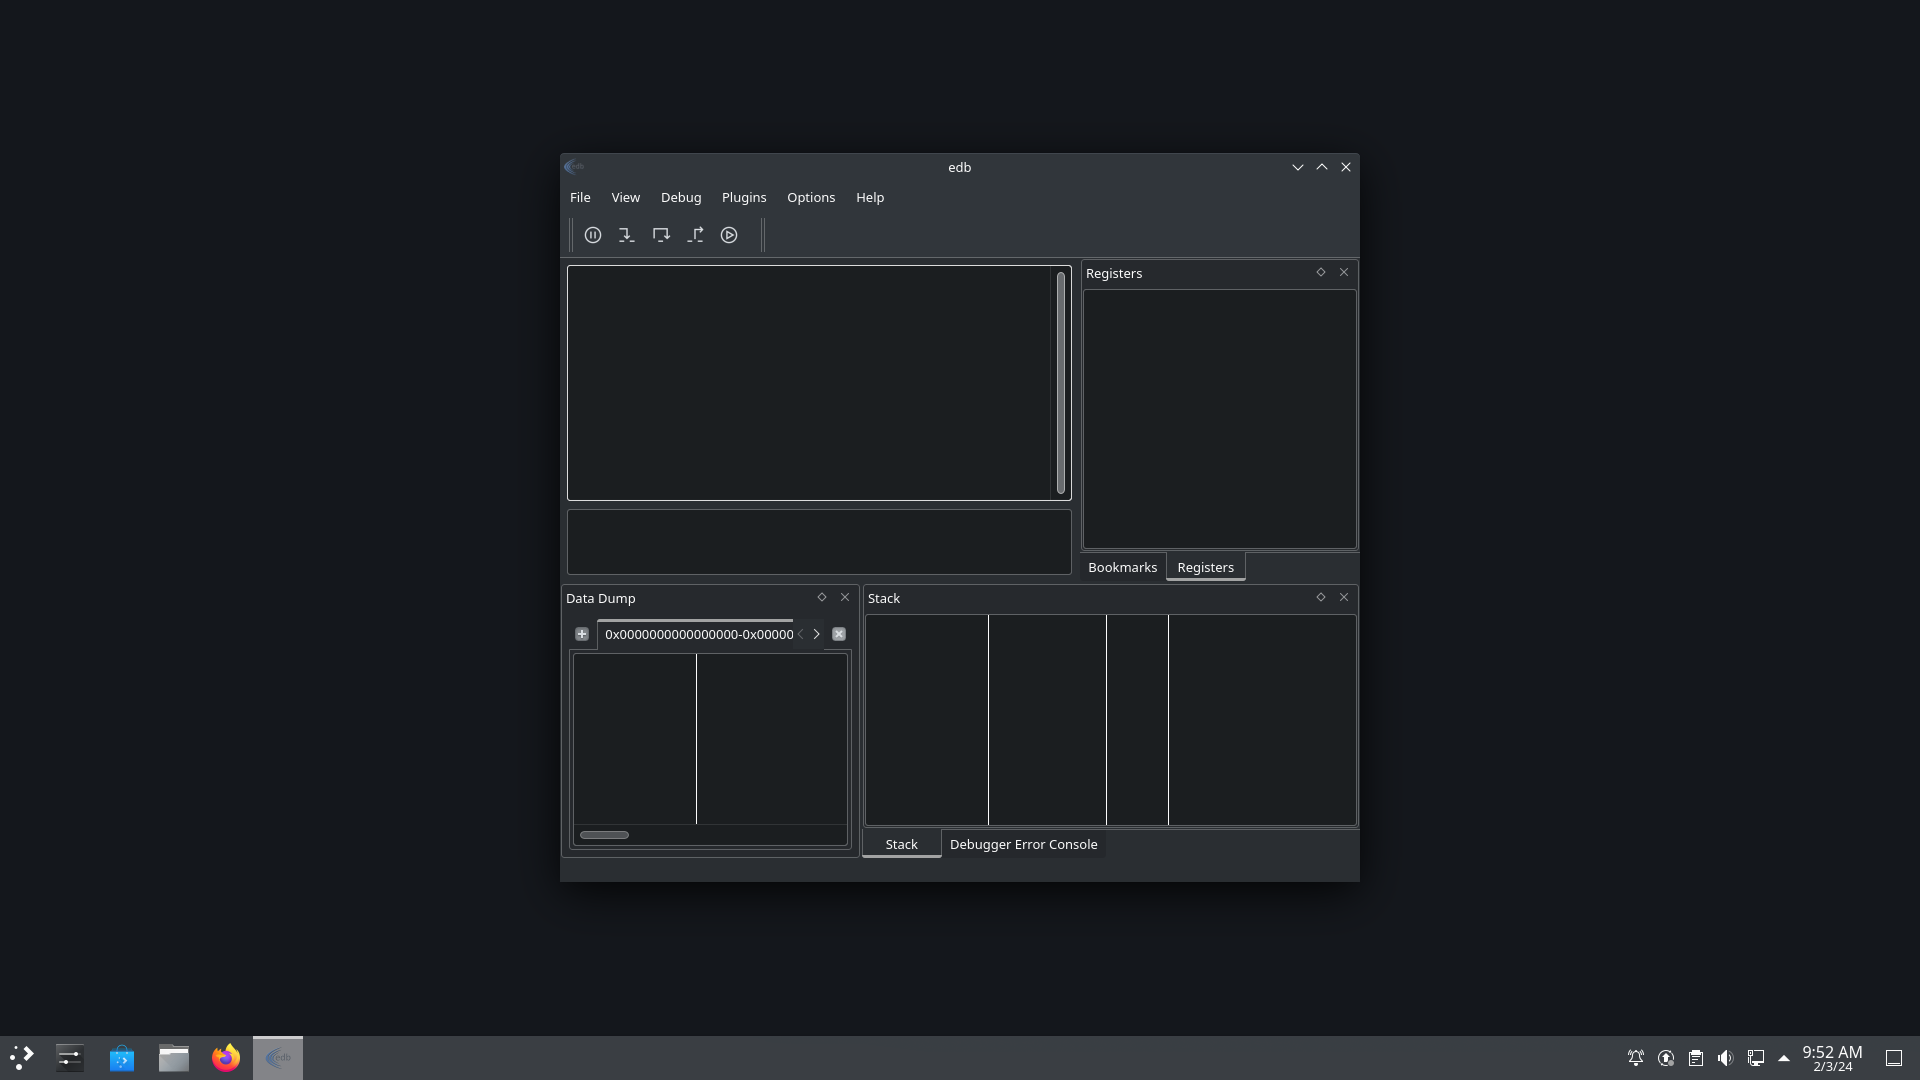 edb
File View Debug Plugins Options Help
Registers
Bookmarks Registers
Data Dump
0x0000000000000000-0x00000
Stack
Stack Debugger Error Console
edb
9:52 AM
2/3/24